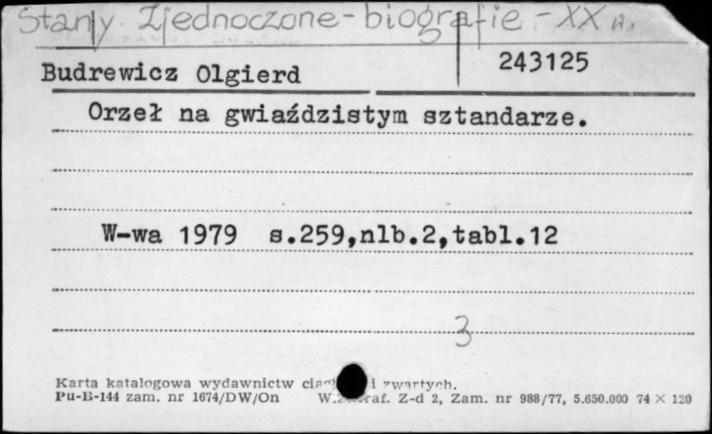 Stany Zjednoczone - biografie - XX w.
Budrewicz Olgierd 243125
Orzeł na gwiaździstym sztandarze.
W-wa 1979 s.259,nlb.2,tabl.12
3
Karta katalogowa wydawnictw i zwartych.
Pu-B-144 zam. nr 1674/DW/On Z-d 2, Zam. nr 988/77, 5.650.000 74 × 120